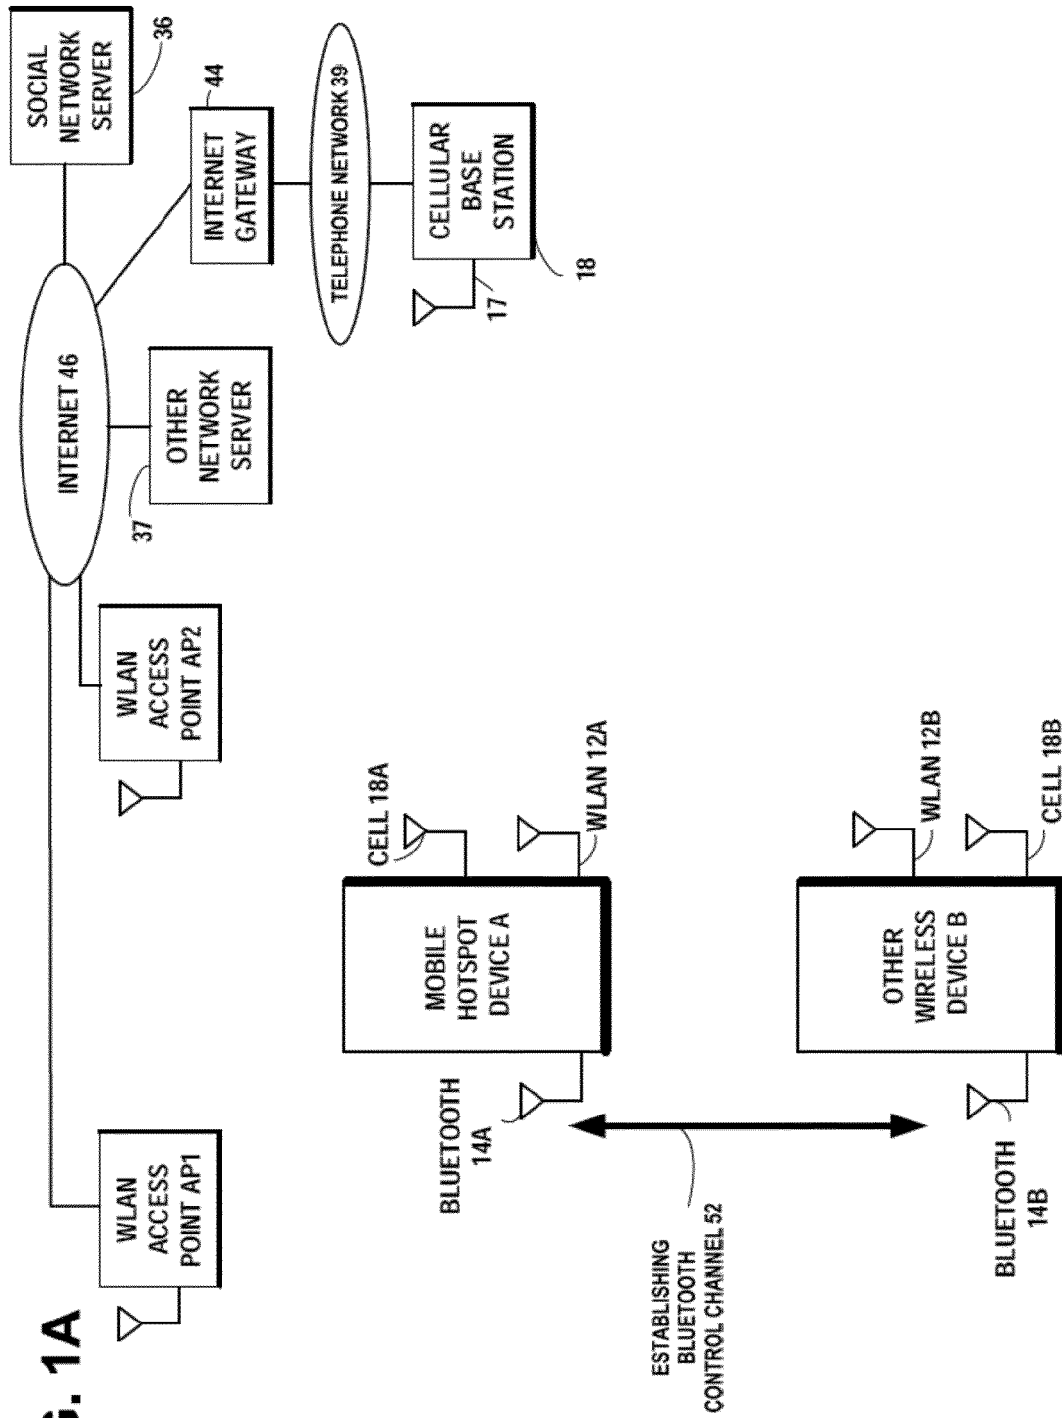 G. 1A
WLAN
ACCESS
POINT AP1
WLAN
ACCESS
POINT AP2
INTERNET 46
SOCIAL
NETWORK
SERVER
36
37
OTHER
NETWORK
SERVER
INTERNET
GATEWAY
44
TELEPHONE NETWORK 39
CELLULAR
BASE
STATION
17
18
MOBILE
HOTSPOT
DEVICE A
CELL 18A
WLAN 12A
BLUETOOTH
14A
ESTABLISHING
BLUETOOTH
CONTROL CHANNEL 52
OTHER
WIRELESS
DEVICE B
WLAN 12B
CELL 18B
BLUETOOTH
14B